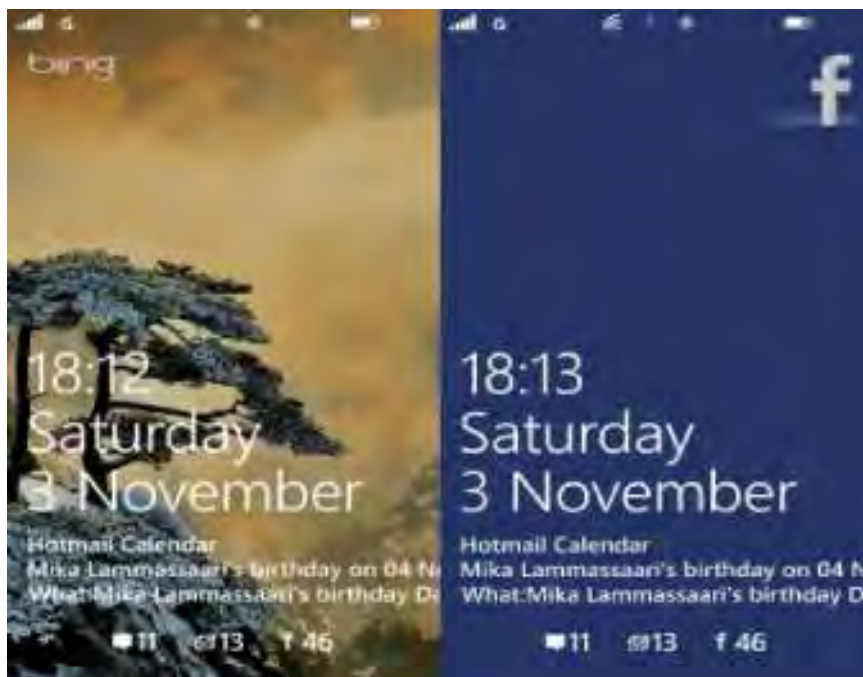 bing
18:12
Saturday
3 November
Hotmail Calendar
Mika Lammassaari's birthday on 04 N
What:Mika Lammassaari's birthday Da
11 13 f 46
f
18:13
Saturday
3 November
Hotmail Calendar
Mika Lammassaari's birthday on 04 N
What:Mika Lammassaari's birthday D
11 13 f 46